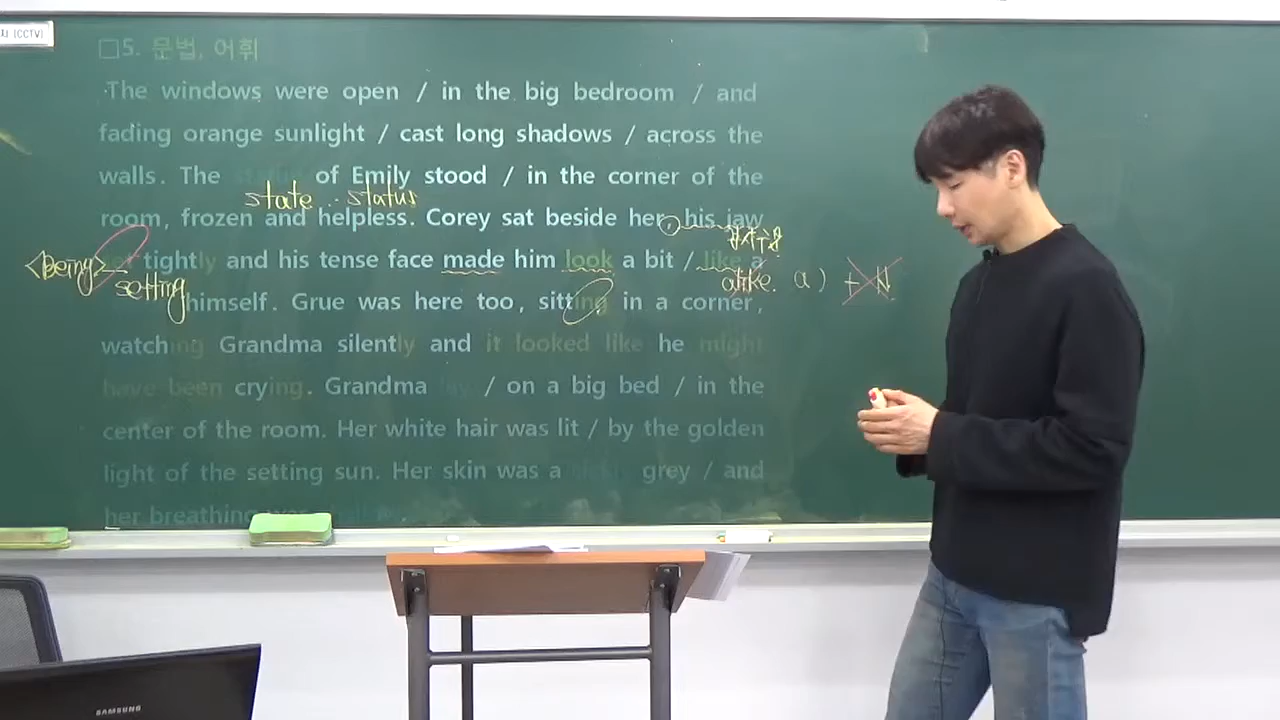 (CCTV)
□5. 문법, 어휘
The windows were open / in the big bedroom / and
fading orange sunlight / cast long shadows / across the
walls. The of Emily stood / in the corner of the
state status
room, frozen and helpless. Corey sat beside her, his jaw
tightly and his tense face made him look a bit / like a
<being> setting
alike. a) + N
himself. Grue was here too, sitting in a corner,
watching Grandma silently and it looked like he might
have been crying. Grandma / on a big bed / in the
center of the room. Her white hair was lit / by the golden
light of the setting sun. Her skin was a grey / and
her breathing
SAMSUNG